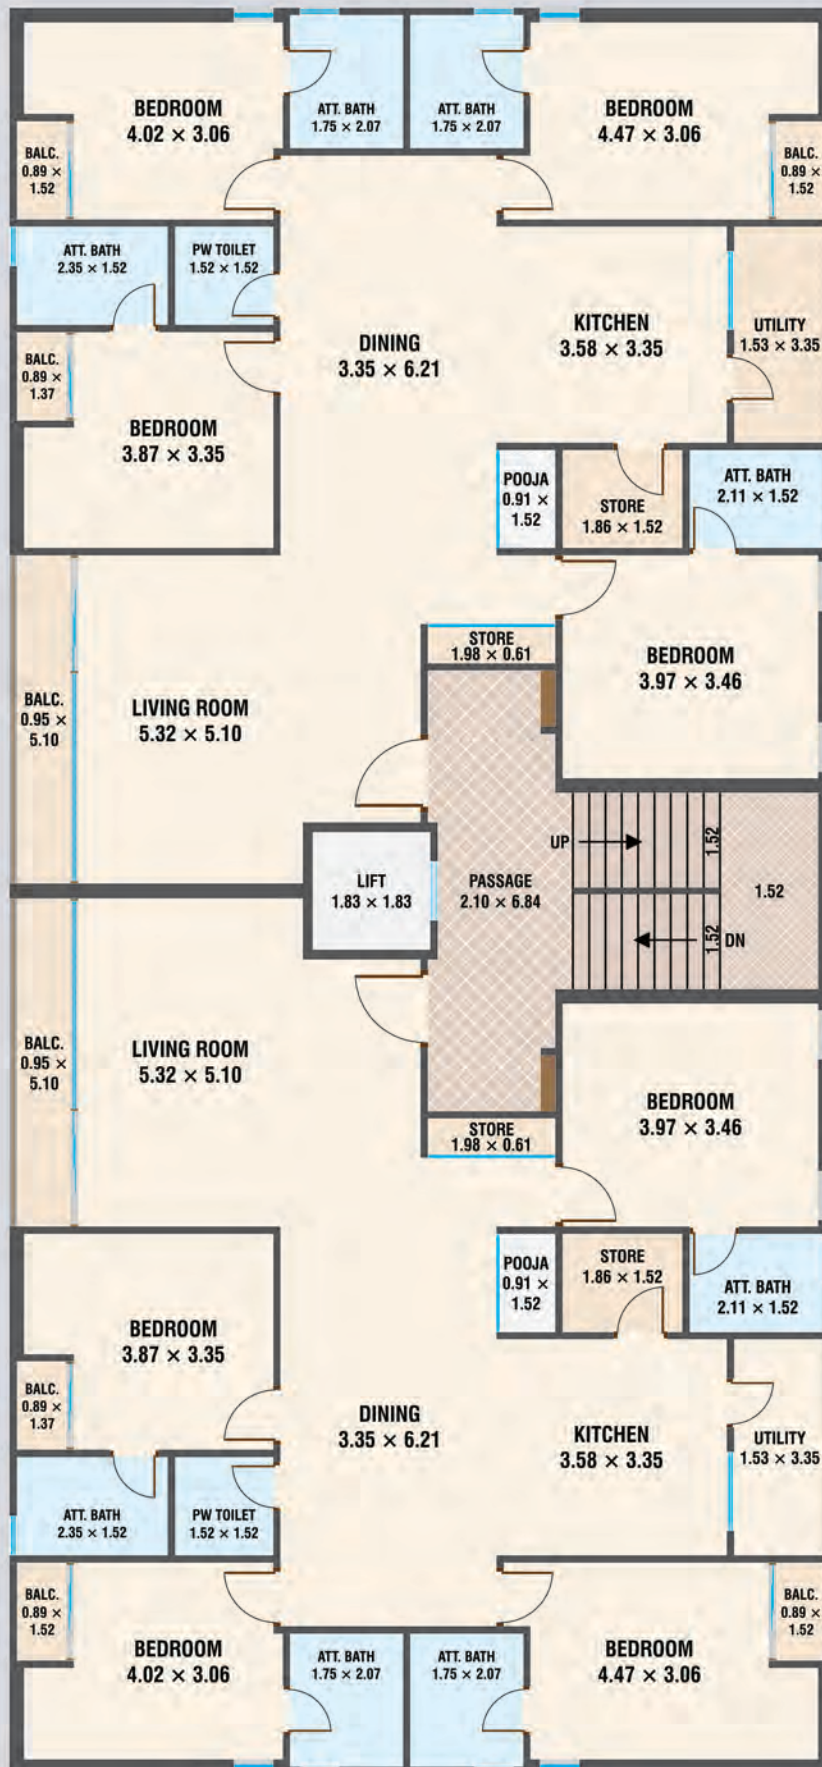 BEDROOM
4.02 × 3.06
ATT. BATH
1.75 × 2.07
ATT. BATH
1.75 × 2.07
BEDROOM
4.47 × 3.06
BALC.
0.89 ×
1.52
BALC.
0.89 ×
1.52
ATT. BATH
2.35 × 1.52
PW TOILET
1.52 × 1.52
DINING
3.35 × 6.21
KITCHEN
3.58 × 3.35
UTILITY
1.53 × 3.35
BALC.
0.89 ×
1.37
BEDROOM
3.87 × 3.35
POOJA
0.91 ×
1.52
STORE
1.86 × 1.52
ATT. BATH
2.11 × 1.52
STORE
1.98 × 0.61
BEDROOM
3.97 × 3.46
BALC.
0.95 ×
5.10
LIVING ROOM
5.32 × 5.10
UP
1.52
LIFT
1.83 × 1.83
PASSAGE
2.10 × 6.84
1.52
1.52
DN
BALC.
0.95 ×
5.10
LIVING ROOM
5.32 × 5.10
BEDROOM
3.97 × 3.46
STORE
1.98 × 0.61
POOJA
0.91 ×
1.52
STORE
1.86 × 1.52
ATT. BATH
2.11 × 1.52
BEDROOM
3.87 × 3.35
BALC.
0.89 ×
1.37
DINING
3.35 × 6.21
KITCHEN
3.58 × 3.35
UTILITY
1.53 × 3.35
ATT. BATH
2.35 × 1.52
PW TOILET
1.52 × 1.52
BALC.
0.89 ×
1.52
BALC.
0.89 ×
1.52
BEDROOM
4.02 × 3.06
ATT. BATH
1.75 × 2.07
ATT. BATH
1.75 × 2.07
BEDROOM
4.47 × 3.06